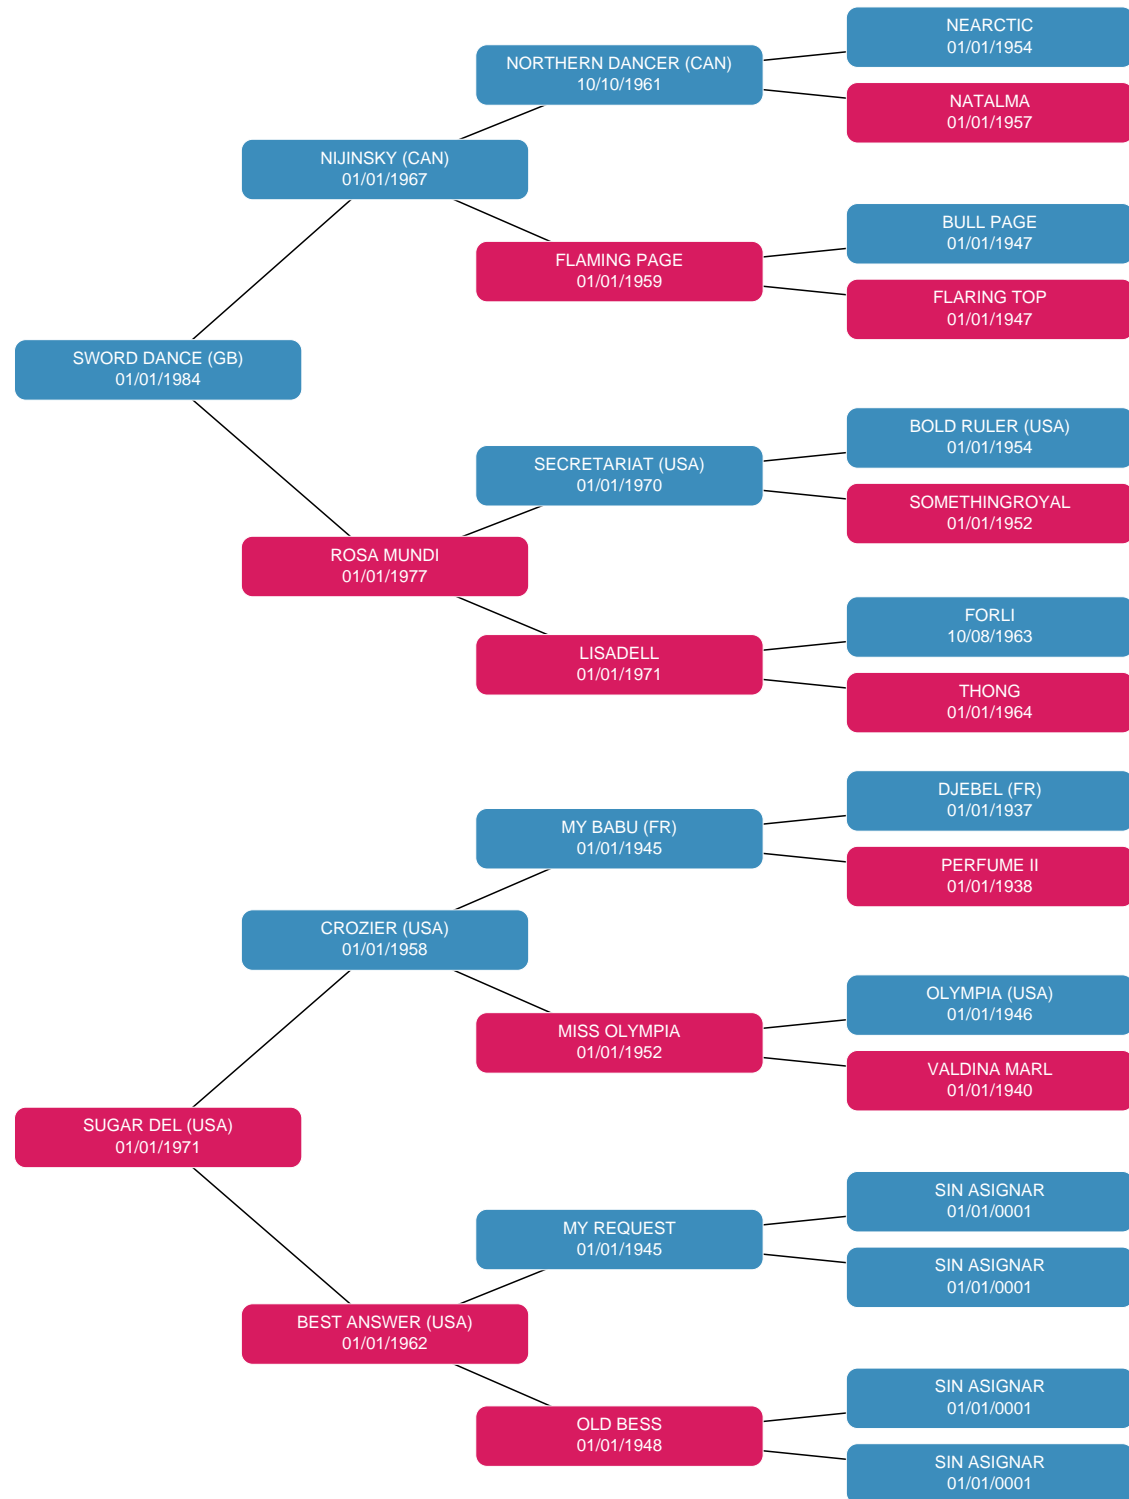 NEARCTIC
01/01/1954
NORTHERN DANCER (CAN)
10/10/1961
NATALMA
01/01/1957
NIJINSKY (CAN)
01/01/1967
BULL PAGE
01/01/1947
FLAMING PAGE
01/01/1959
FLARING TOP
01/01/1947
SWORD DANCE (GB)
01/01/1984
BOLD RULER (USA)
01/01/1954
SECRETARIAT (USA)
01/01/1970
SOMETHINGROYAL
01/01/1952
ROSA MUNDI
01/01/1977
FORLI
10/08/1963
LISADELL
01/01/1971
THONG
01/01/1964
DJEBEL (FR)
01/01/1937
MY BABU (FR)
01/01/1945
PERFUME II
01/01/1938
CROZIER (USA)
01/01/1958
OLYMPIA (USA)
01/01/1946
MISS OLYMPIA
01/01/1952
VALDINA MARL
01/01/1940
SUGAR DEL (USA)
01/01/1971
SIN ASIGNAR
01/01/0001
MY REQUEST
01/01/1945
SIN ASIGNAR
01/01/0001
BEST ANSWER (USA)
01/01/1962
SIN ASIGNAR
01/01/0001
OLD BESS
01/01/1948
SIN ASIGNAR
01/01/0001